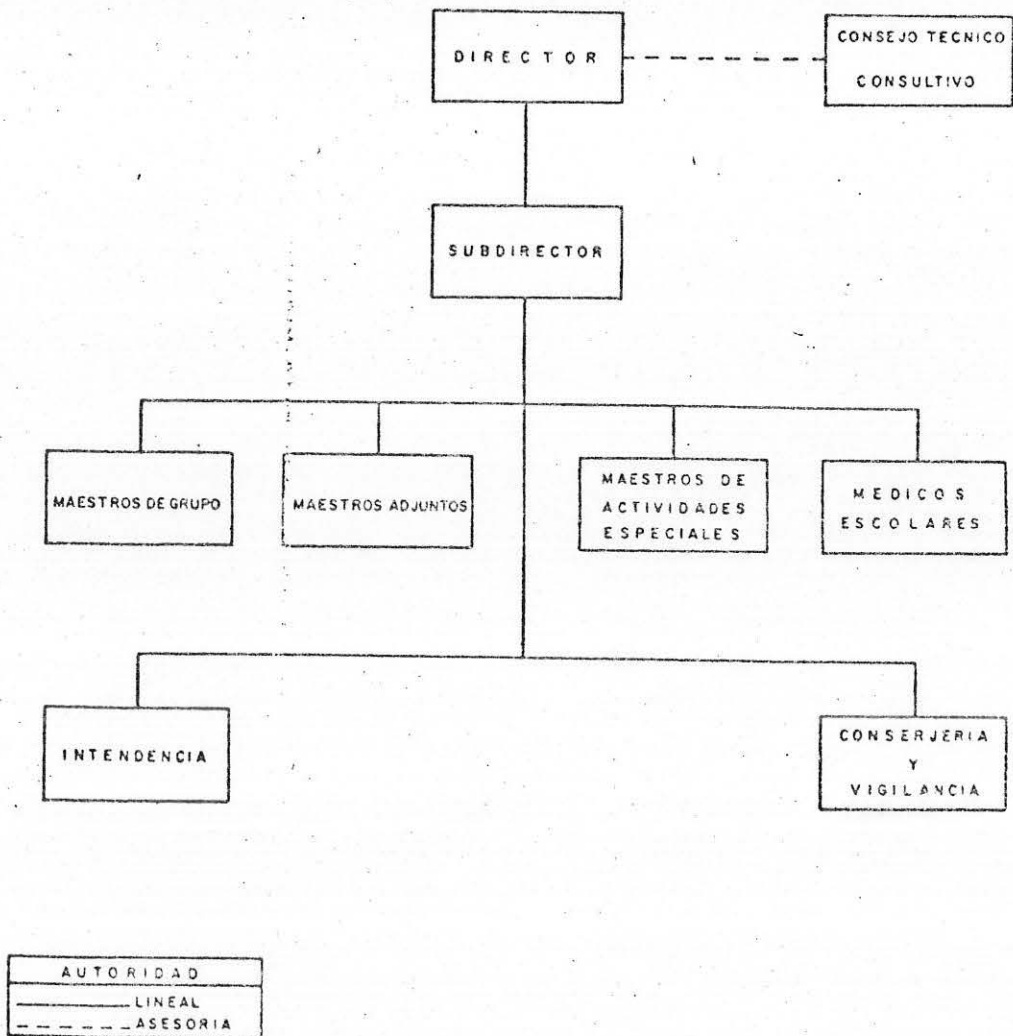 DIRECTOR
CONSEJO TECNICO
CONSULTIVO
SUBDIRECTOR
MAESTROS DE GRUPO
MAESTROS ADJUNTOS
MAESTROS DE
ACTIVIDADES
ESPECIALES
MEDICOS
ESCOLARES
INTENDENCIA
CONSERJERIA
Y
VIGILANCIA
AUTORIDAD
LINEAL
ASESORIA